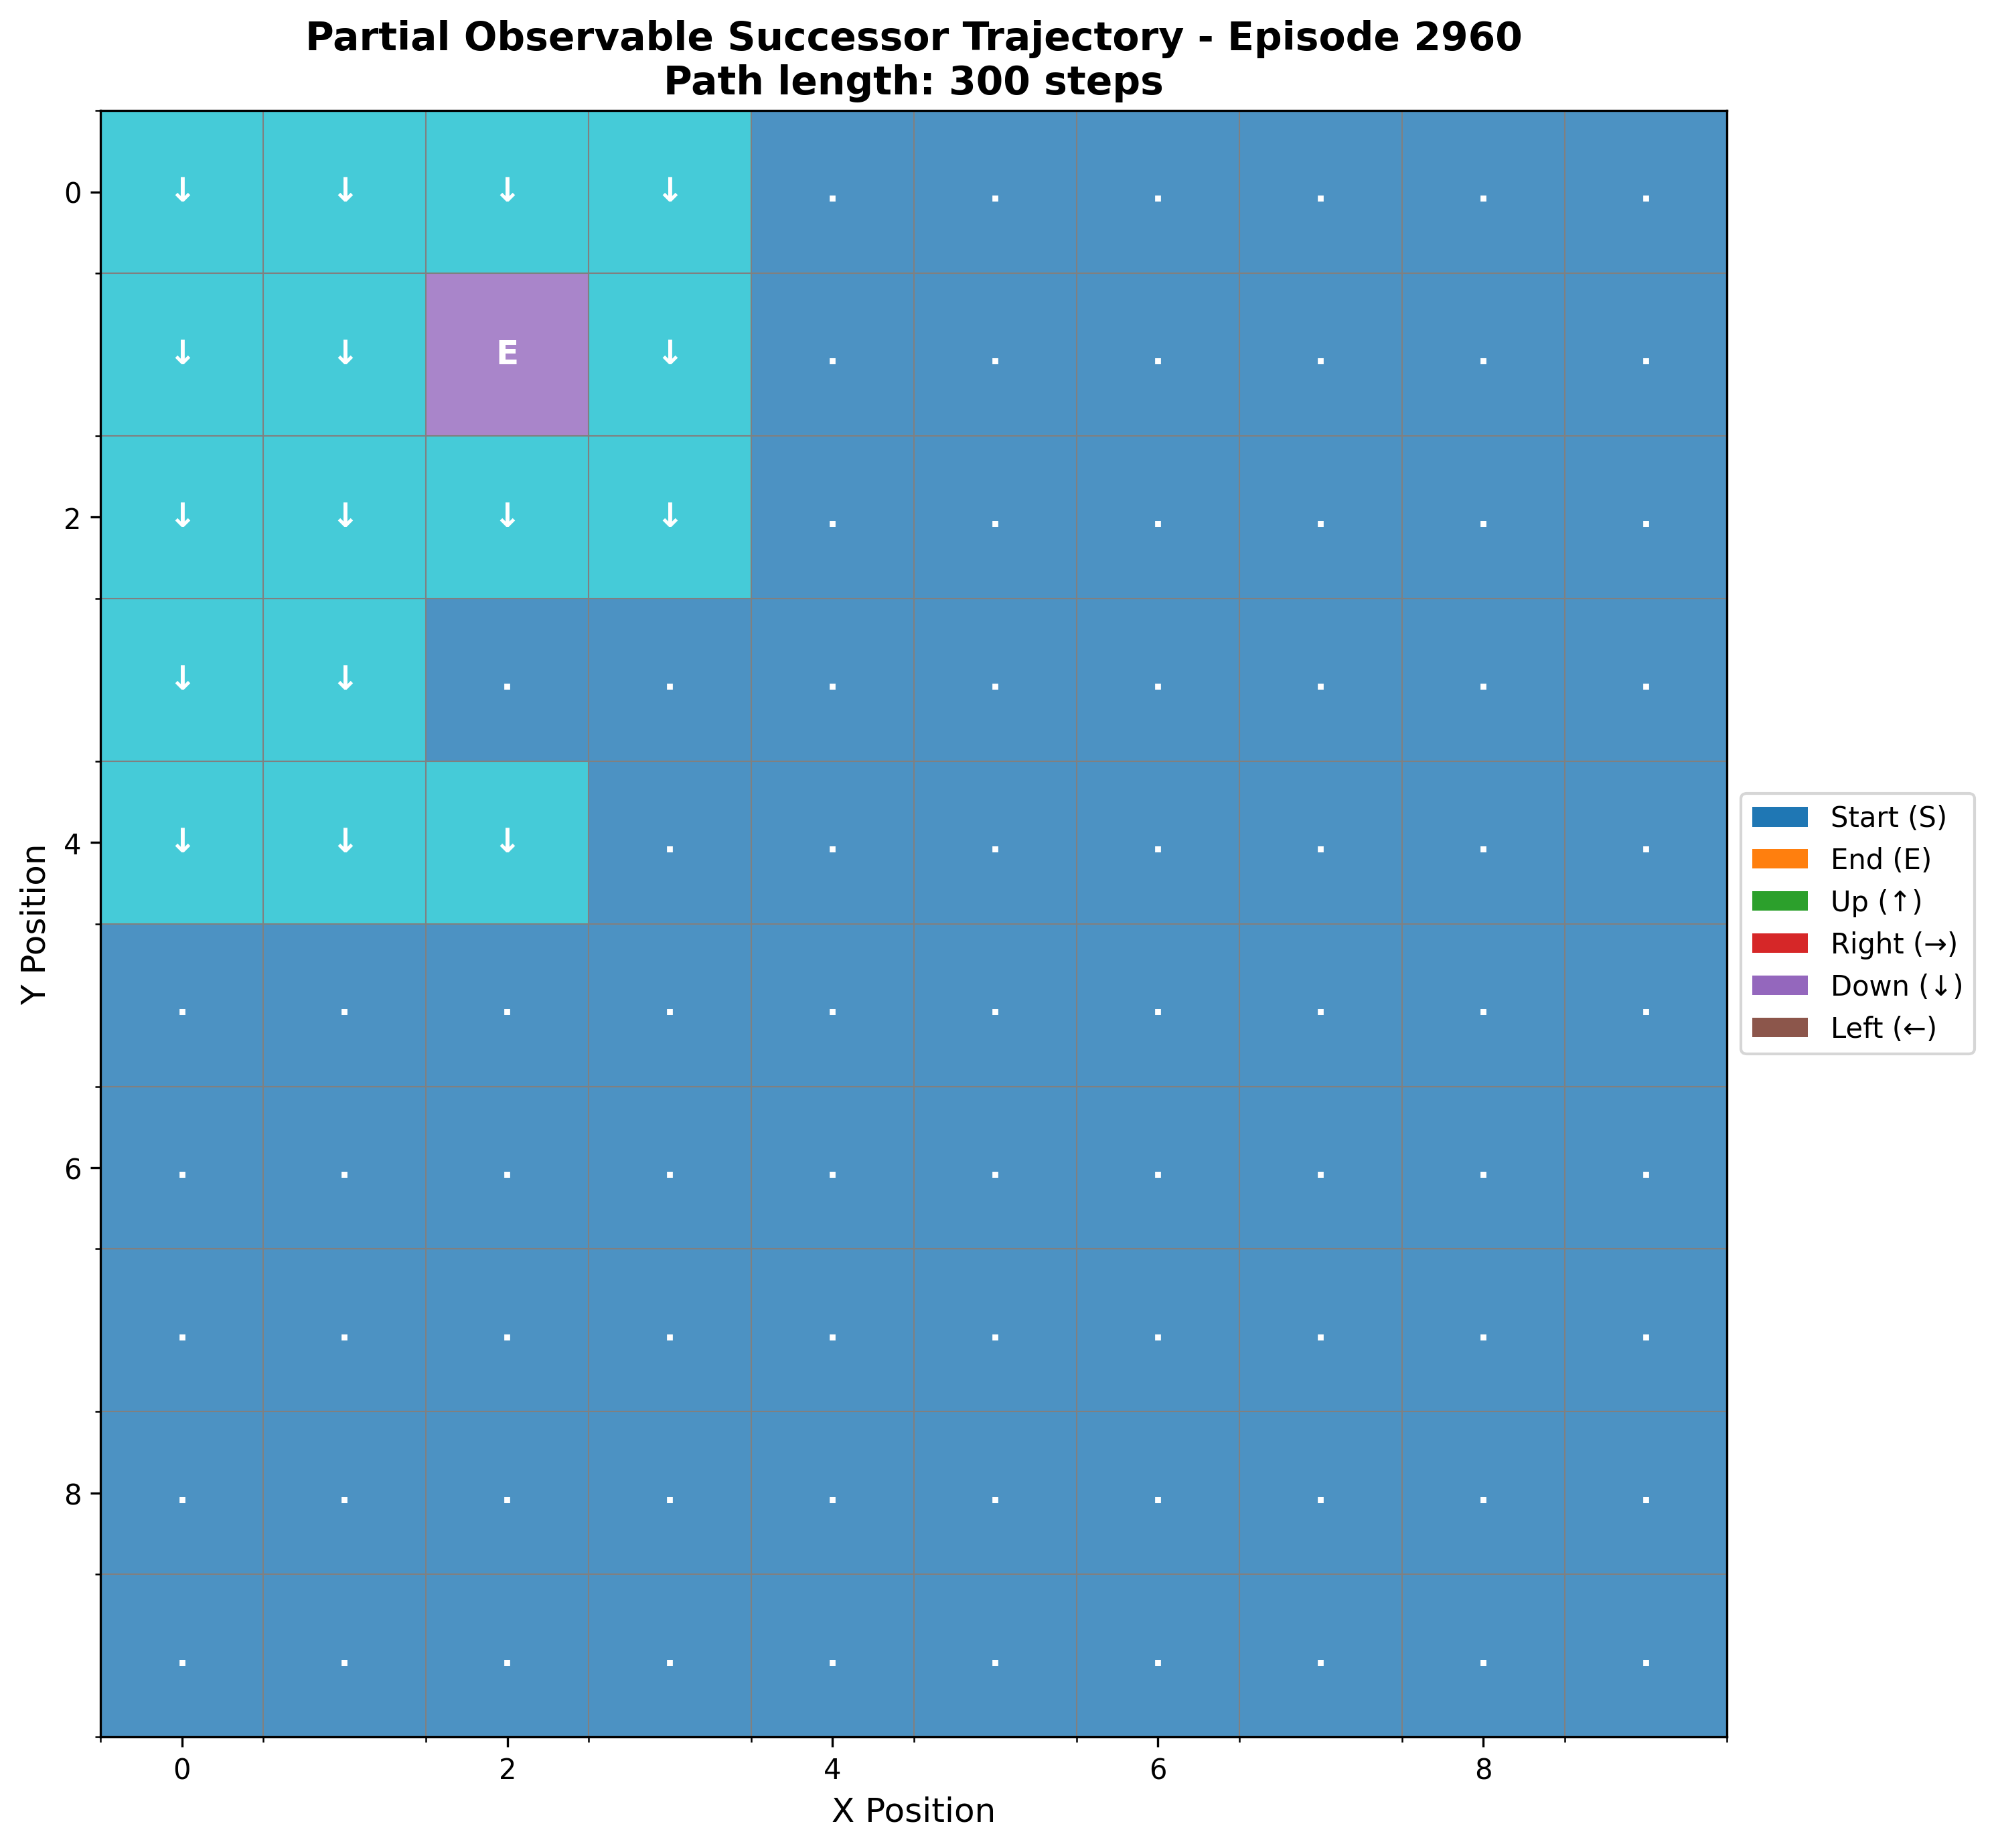 Partial Observable Successor Trajectory - Episode 2960
Path length: 300 steps
0 ↓ ↓ ↓ ↓ . . . . . .
↓ ↓ E ↓ . . . . . .
2 ↓ ↓ ↓ ↓ . . . . . .
↓ ↓ . . . . . . . .
4 ↓ ↓ ↓ . . . . . . .
. . . . . . . . . .
6 . . . . . . . . . .
. . . . . . . . . .
8 . . . . . . . . . .
. . . . . . . . . .
0 2 4 6 8
X Position
Y Position
Start (S)
End (E)
Up (↑)
Right (→)
Down (↓)
Left (←)